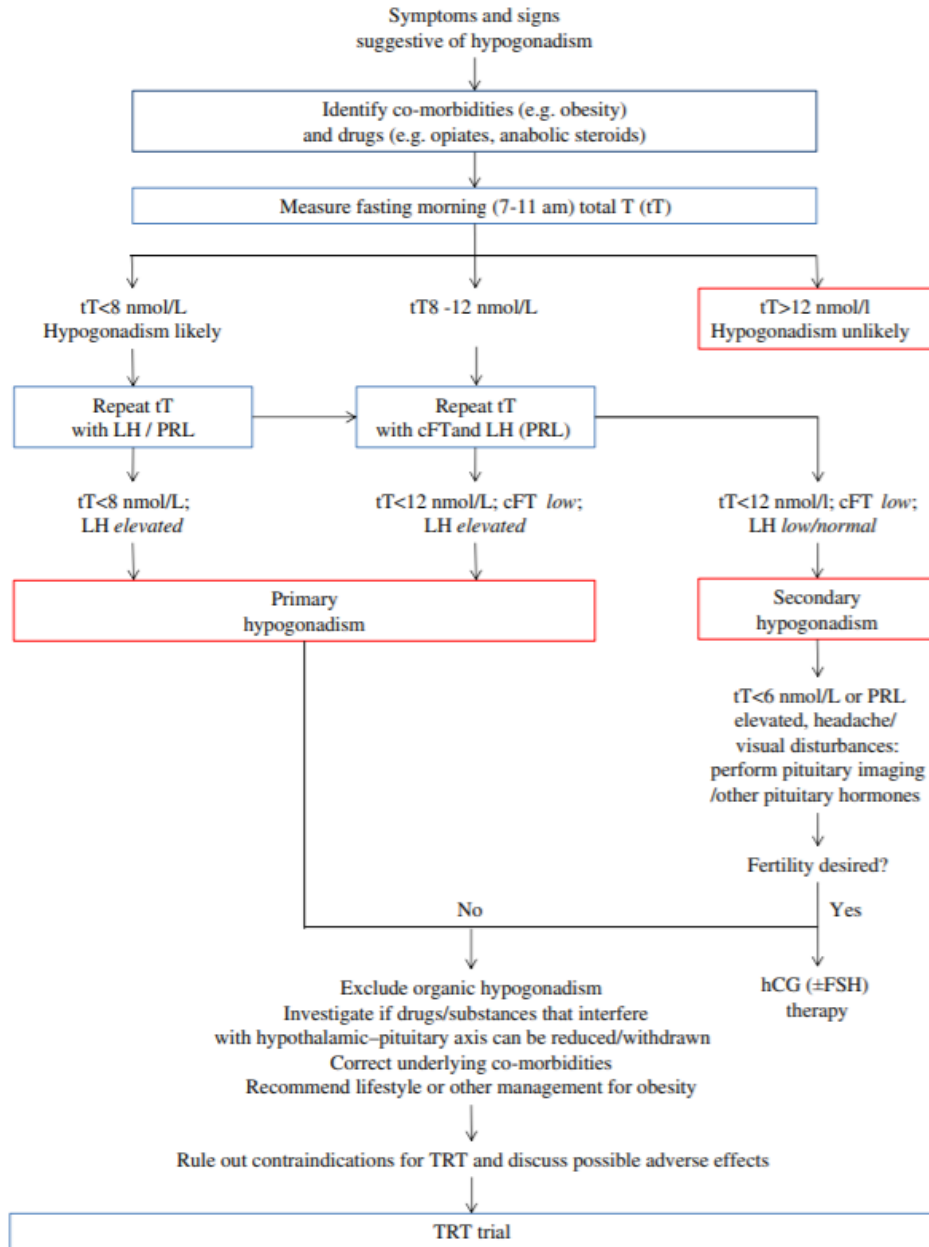 Symptoms and signs
suggestive of hypogonadism
Identify co-morbidities (e.g. obesity)
and drugs (e.g. opiates, anabolic steroids)
Measure fasting morning (7-11 am) total T (tT)
tT<8 nmol/L
Hypogonadism likely
tT8 -12 nmol/L
tT>12 nmol/l
Hypogonadism unlikely
Repeat tT
with LH / PRL
Repeat tT
with cFTand LH (PRL)
tT<8 nmol/L;
LH elevated
tT<12 nmol/L; cFT low;
LH elevated
tT<12 nmol/l; cFT low;
LH low/normal
Primary
hypogonadism
Secondary
hypogonadism
tT<6 nmol/L or PRL
elevated, headache/
visual disturbances:
perform pituitary imaging
/other pituitary hormones
Fertility desired?
No
Yes
Exclude organic hypogonadism
Investigate if drugs/substances that interfere
with hypothalamic–pituitary axis can be reduced/withdrawn
Correct underlying co-morbidities
Recommend lifestyle or other management for obesity
hCG (±FSH)
therapy
Rule out contraindications for TRT and discuss possible adverse effects
TRT trial